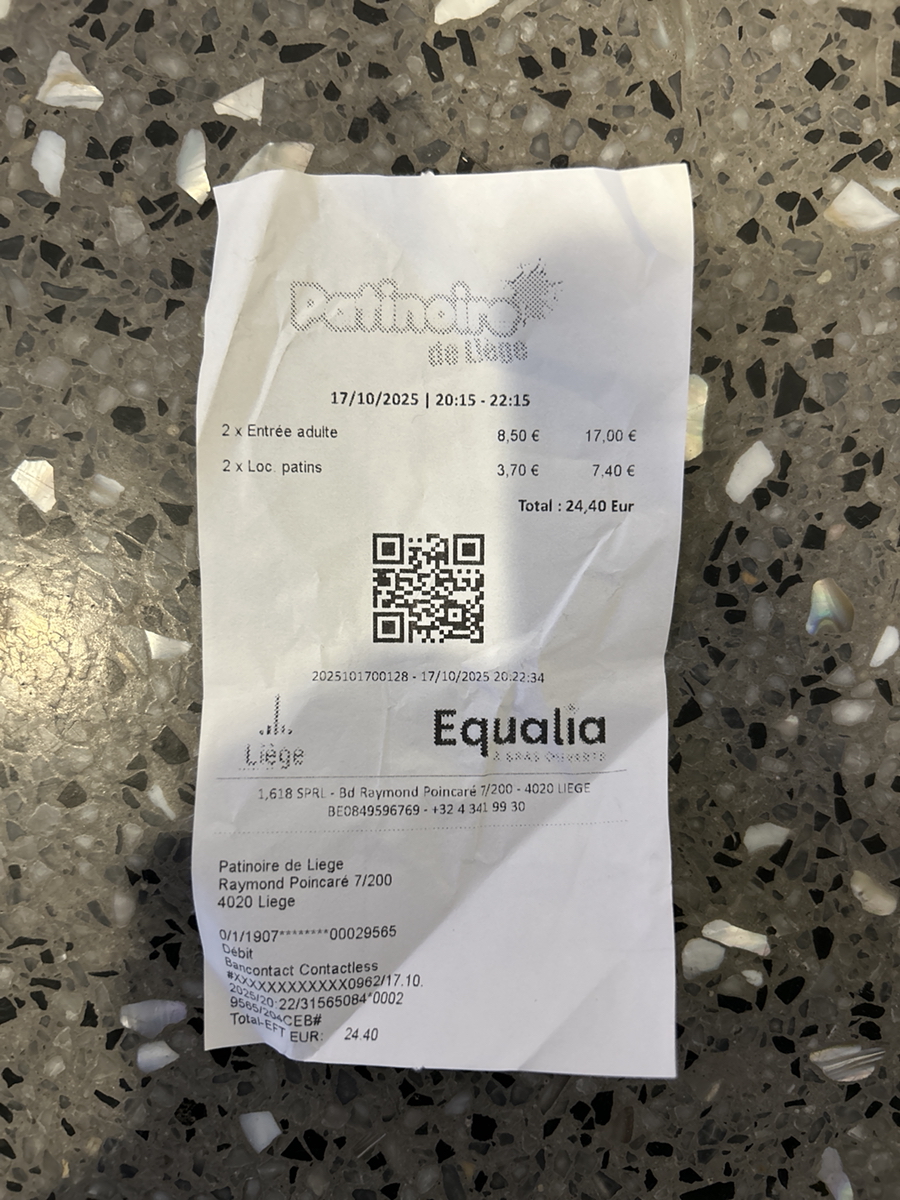 Patinoire
de Liège
17/10/2025 | 20:15 - 22:15
2 x Entrée adulte 8,50 € 17,00 €
2 x Loc. patins 3,70 € 7,40 €
Total : 24,40 Eur
2025101700128 - 17/10/2025 20:22:34
Liège
Equalia
À BRAS OUVERTS
1,618 SPRL - Bd Raymond Poincaré 7/200 - 4020 LIEGE
BE0849596769 - +32 4 341 99 30
Patinoire de Liege
Raymond Poincaré 7/200
4020 Liege
0/1/1907********00029565
Débit
Bancontact Contactless
#XXXXXXXXXXXX0962/17.10.
2025/20:22/31565084*0002
9565/204CEB#
Total-EFT EUR: 24.40